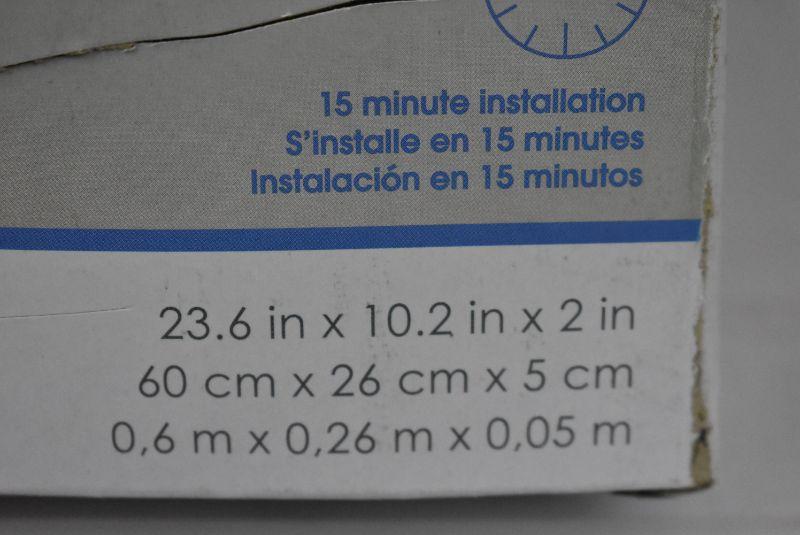 15 minute installation
S'installe en 15 minutes
Instalación en 15 minutos
23.6 in x 10.2 in x 2 in
60 cm x 26 cm x 5 cm
0,6 m x 0,26 m x 0,05 m